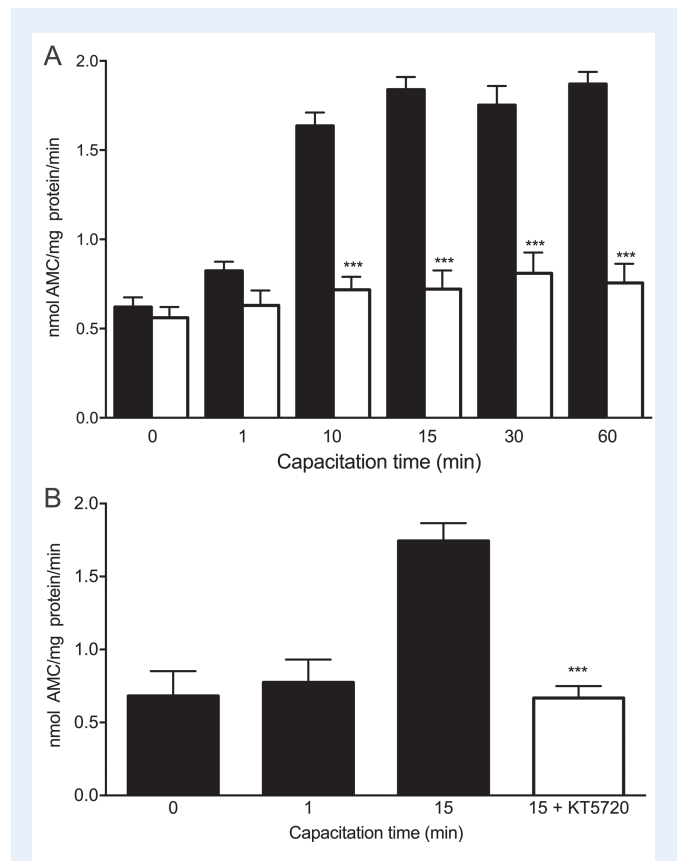 A
2.0
1.5
1.0
0.5
0.0
nmol AMC/mg protein/min
*** *** *** ***
0 1 10 15 30 60
Capacitation time (min)
B
2.0
1.5
1.0
0.5
0.0
nmol AMC/mg protein/min
***
0 1 15 15 + KT5720
Capacitation time (min)